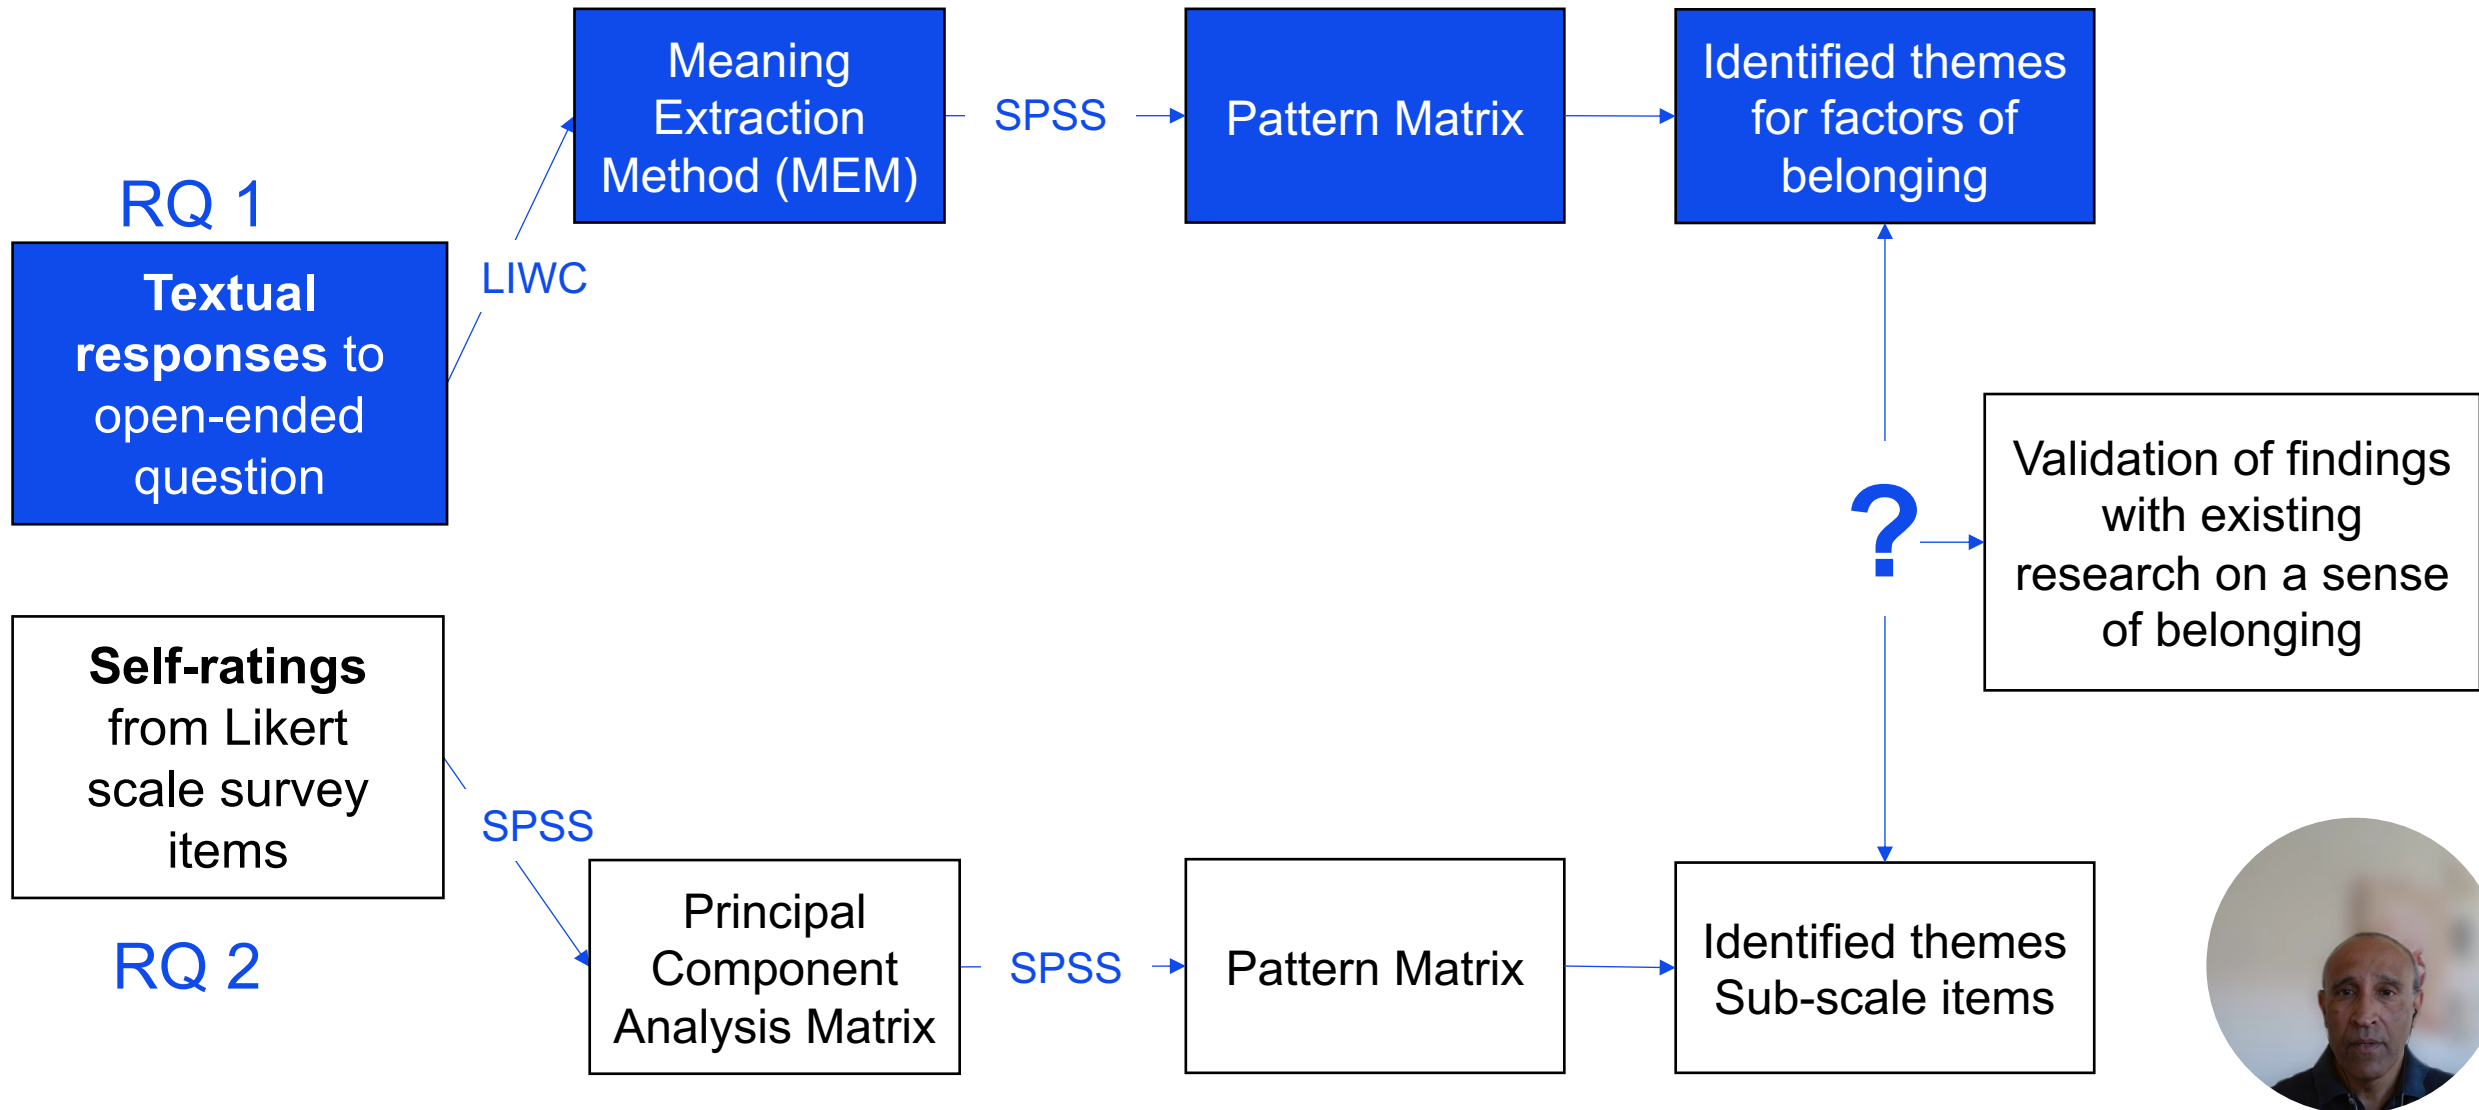 RQ 1
Textual
responses to
open-ended
question
LIWC
Meaning
Extraction
Method (MEM)
SPSS
Pattern Matrix
Identified themes
for factors of
belonging
?
Validation of findings
with existing
research on a sense
of belonging
Self-ratings
from Likert
scale survey
items
RQ 2
SPSS
Principal
Component
Analysis Matrix
SPSS
Pattern Matrix
Identified themes
Sub-scale items